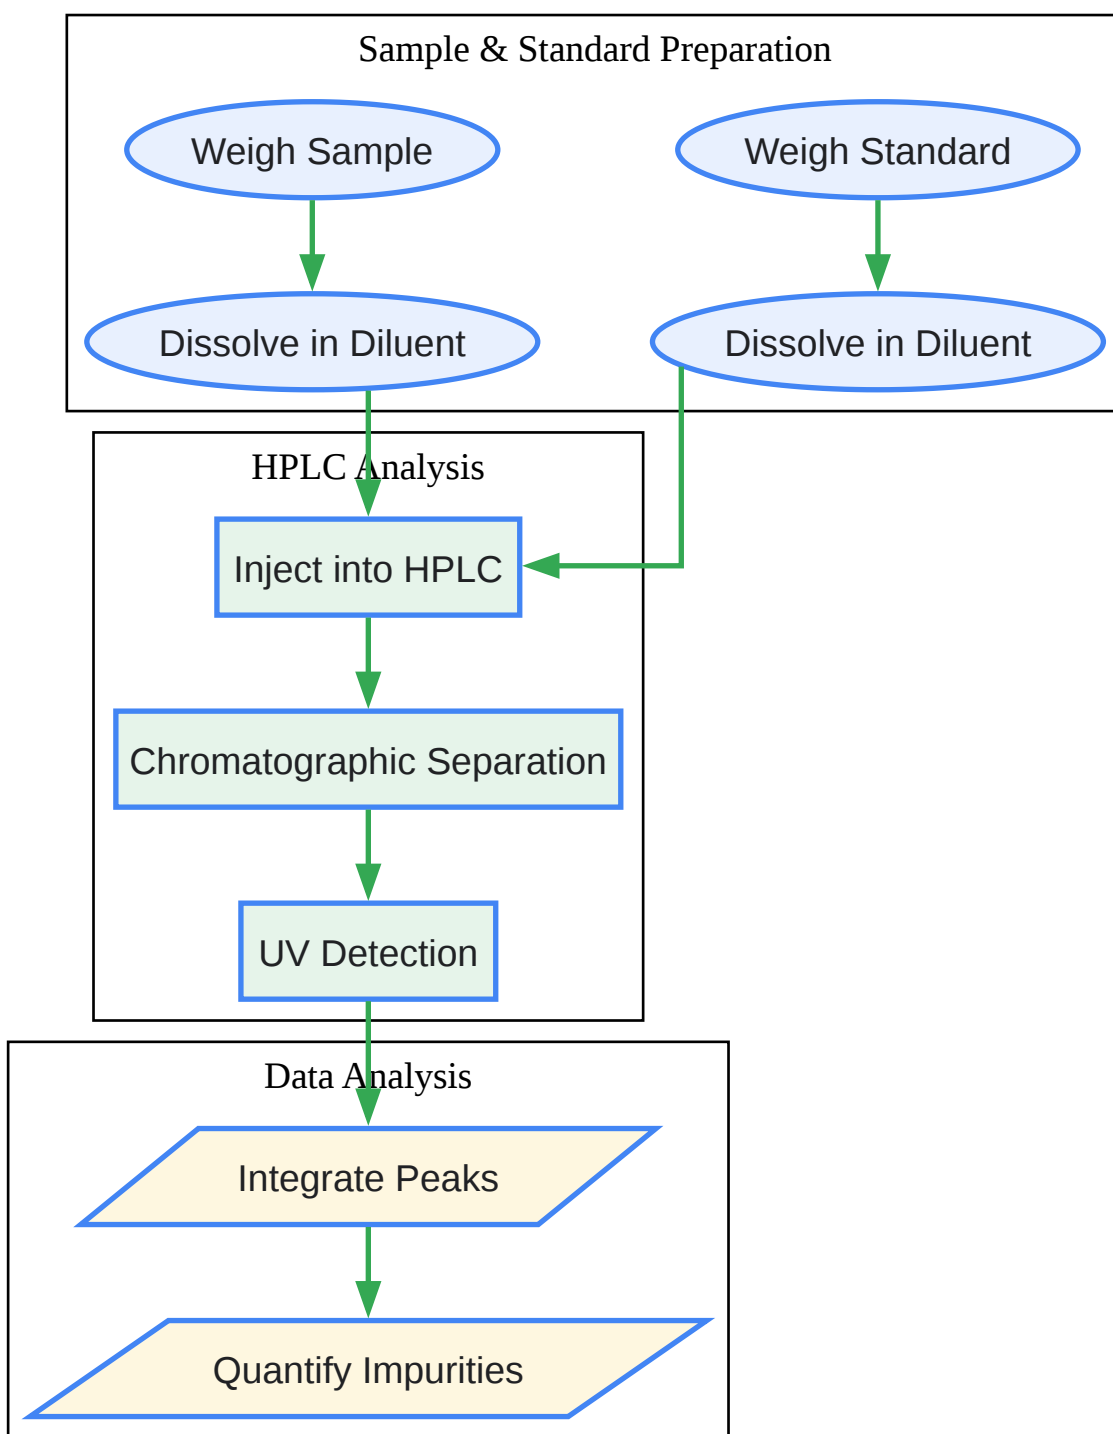 Sample & Standard Preparation
Weigh Sample
Weigh Standard
Dissolve in Diluent
Dissolve in Diluent
HPLC Analysis
Inject into HPLC
Chromatographic Separation
UV Detection
Data Analysis
Integrate Peaks
Quantify Impurities